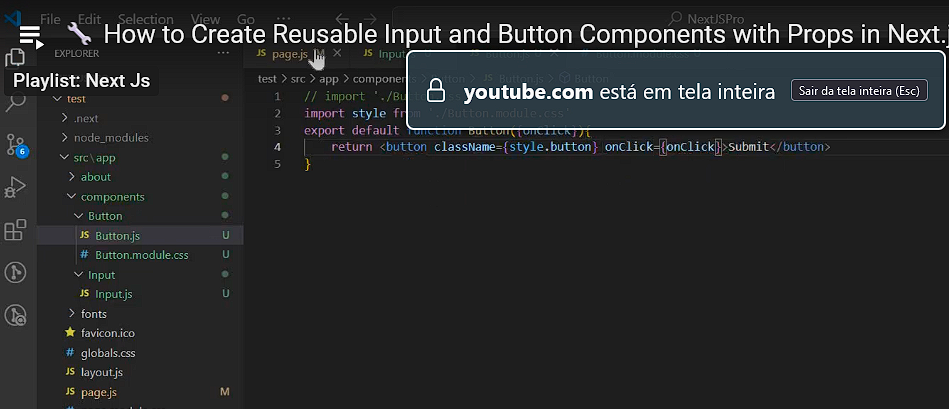 File Edit Selection View Go ··· NextJSPro
🔧 How to Create Reusable Input and Button Components with Props in Next.j
EXPLORER ···
JS page.js M
JS Input
Playlist: Next Js
youtube.com está em tela inteira
Sair da tela inteira (Esc)
test > src > app > components
JS Button.js > Button
test
.next
node_modules
src\app
about
components
Button
JS Button.js U
# Button.module.css U
Input
JS Input.js U
fonts
favicon.ico
# globals.css
JS layout.js
JS page.js M
6
1 // import './
2 import style from './Button.module.css'
3 export default function Button({onClick}){
4 return <button className={style.button} onClick={onClick}>Submit</button>
5 }